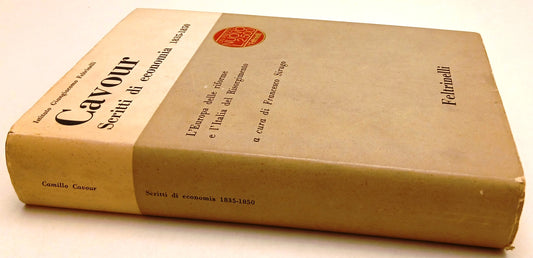 Istituto Giangiacomo Feltrinelli
Cavour
Scritti di economia 1835-1850
L'Europa delle riforme
e l'Italia del Risorgimento
a cura di Francesco Sirugo
Feltrinelli
Camillo Cavour
Scritti di economia 1835-1850